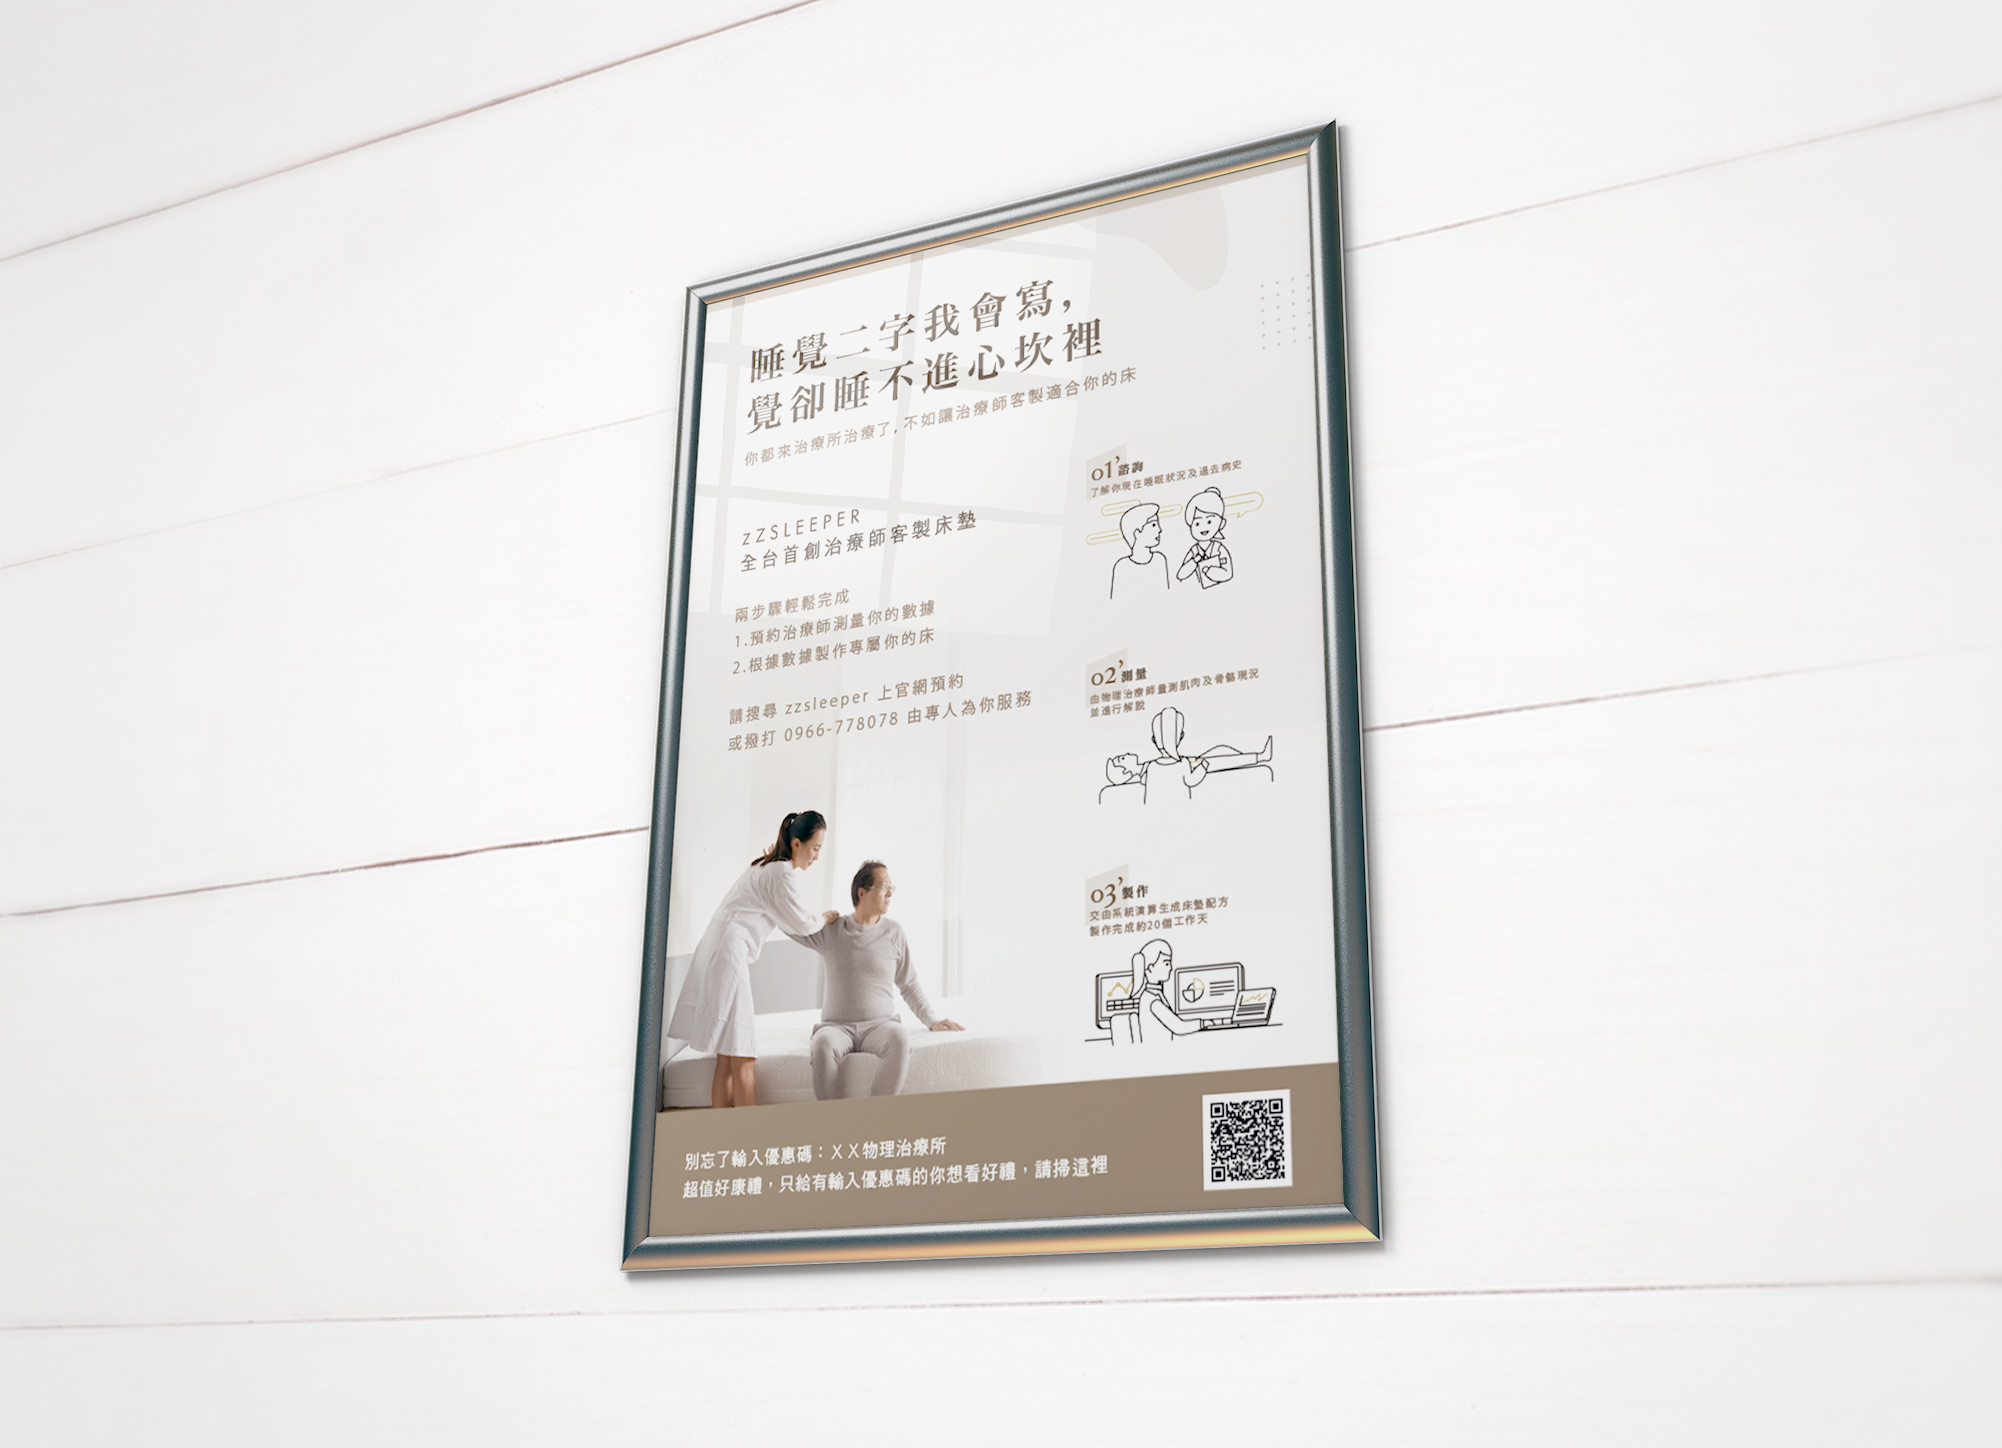 睡覺二字我會寫,
覺卻睡不進心坎裡
你都來治療所治療了,不如讓治療師客製適合你的床
zZSLEEPER
全台首創治療師客製床墊
兩步驟輕鬆完成
1.預約治療師測量你的數據
2.根據數據製作專屬你的床
請搜尋 zzsleeper 上官網預約
或撥打 0966-778078 由專人為你服務
01’諮詢
了解你現在睡眠狀況及過去病史
02’測量
由物理治療師量測肌肉及骨骼現況
並進行解說
03’製作
交由系統演算生成床墊配方
製作完成約20個工作天
別忘了輸入優惠碼：ＸＸ物理治療所
超值好康禮，只給有輸入優惠碼的你想看好禮，請掃這裡